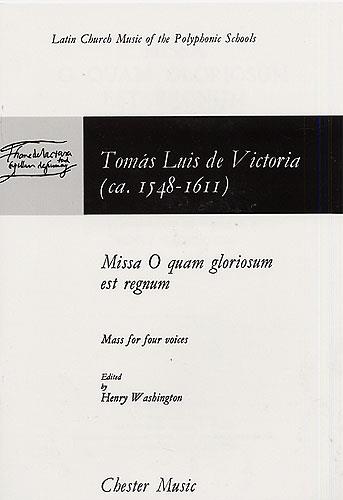 Latin Church Music of the Polyphonic Schools
Tomás Luis de Victoria
(ca. 1548-1611)
Missa O quam gloriosum
est regnum
Mass for four voices
Edited
by
Henry Washington
Chester Music